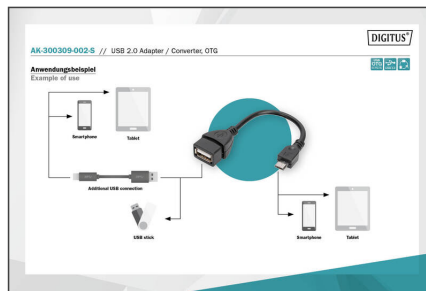 DIGITUS®
AK-300309-002-S // USB 2.0 Adapter / Converter, OTG
Anwendungsbeispiel
Example of use
OTG
Smartphone
Tablet
Additional USB connection
USB stick
Smartphone
Tablet